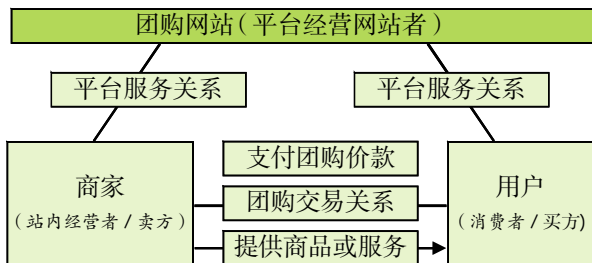 团购网站（平台经营网站者）
平台服务关系
平台服务关系
商家
（站内经营者 / 卖方）
支付团购价款
团购交易关系
提供商品或服务
用户
（消费者 / 买方)